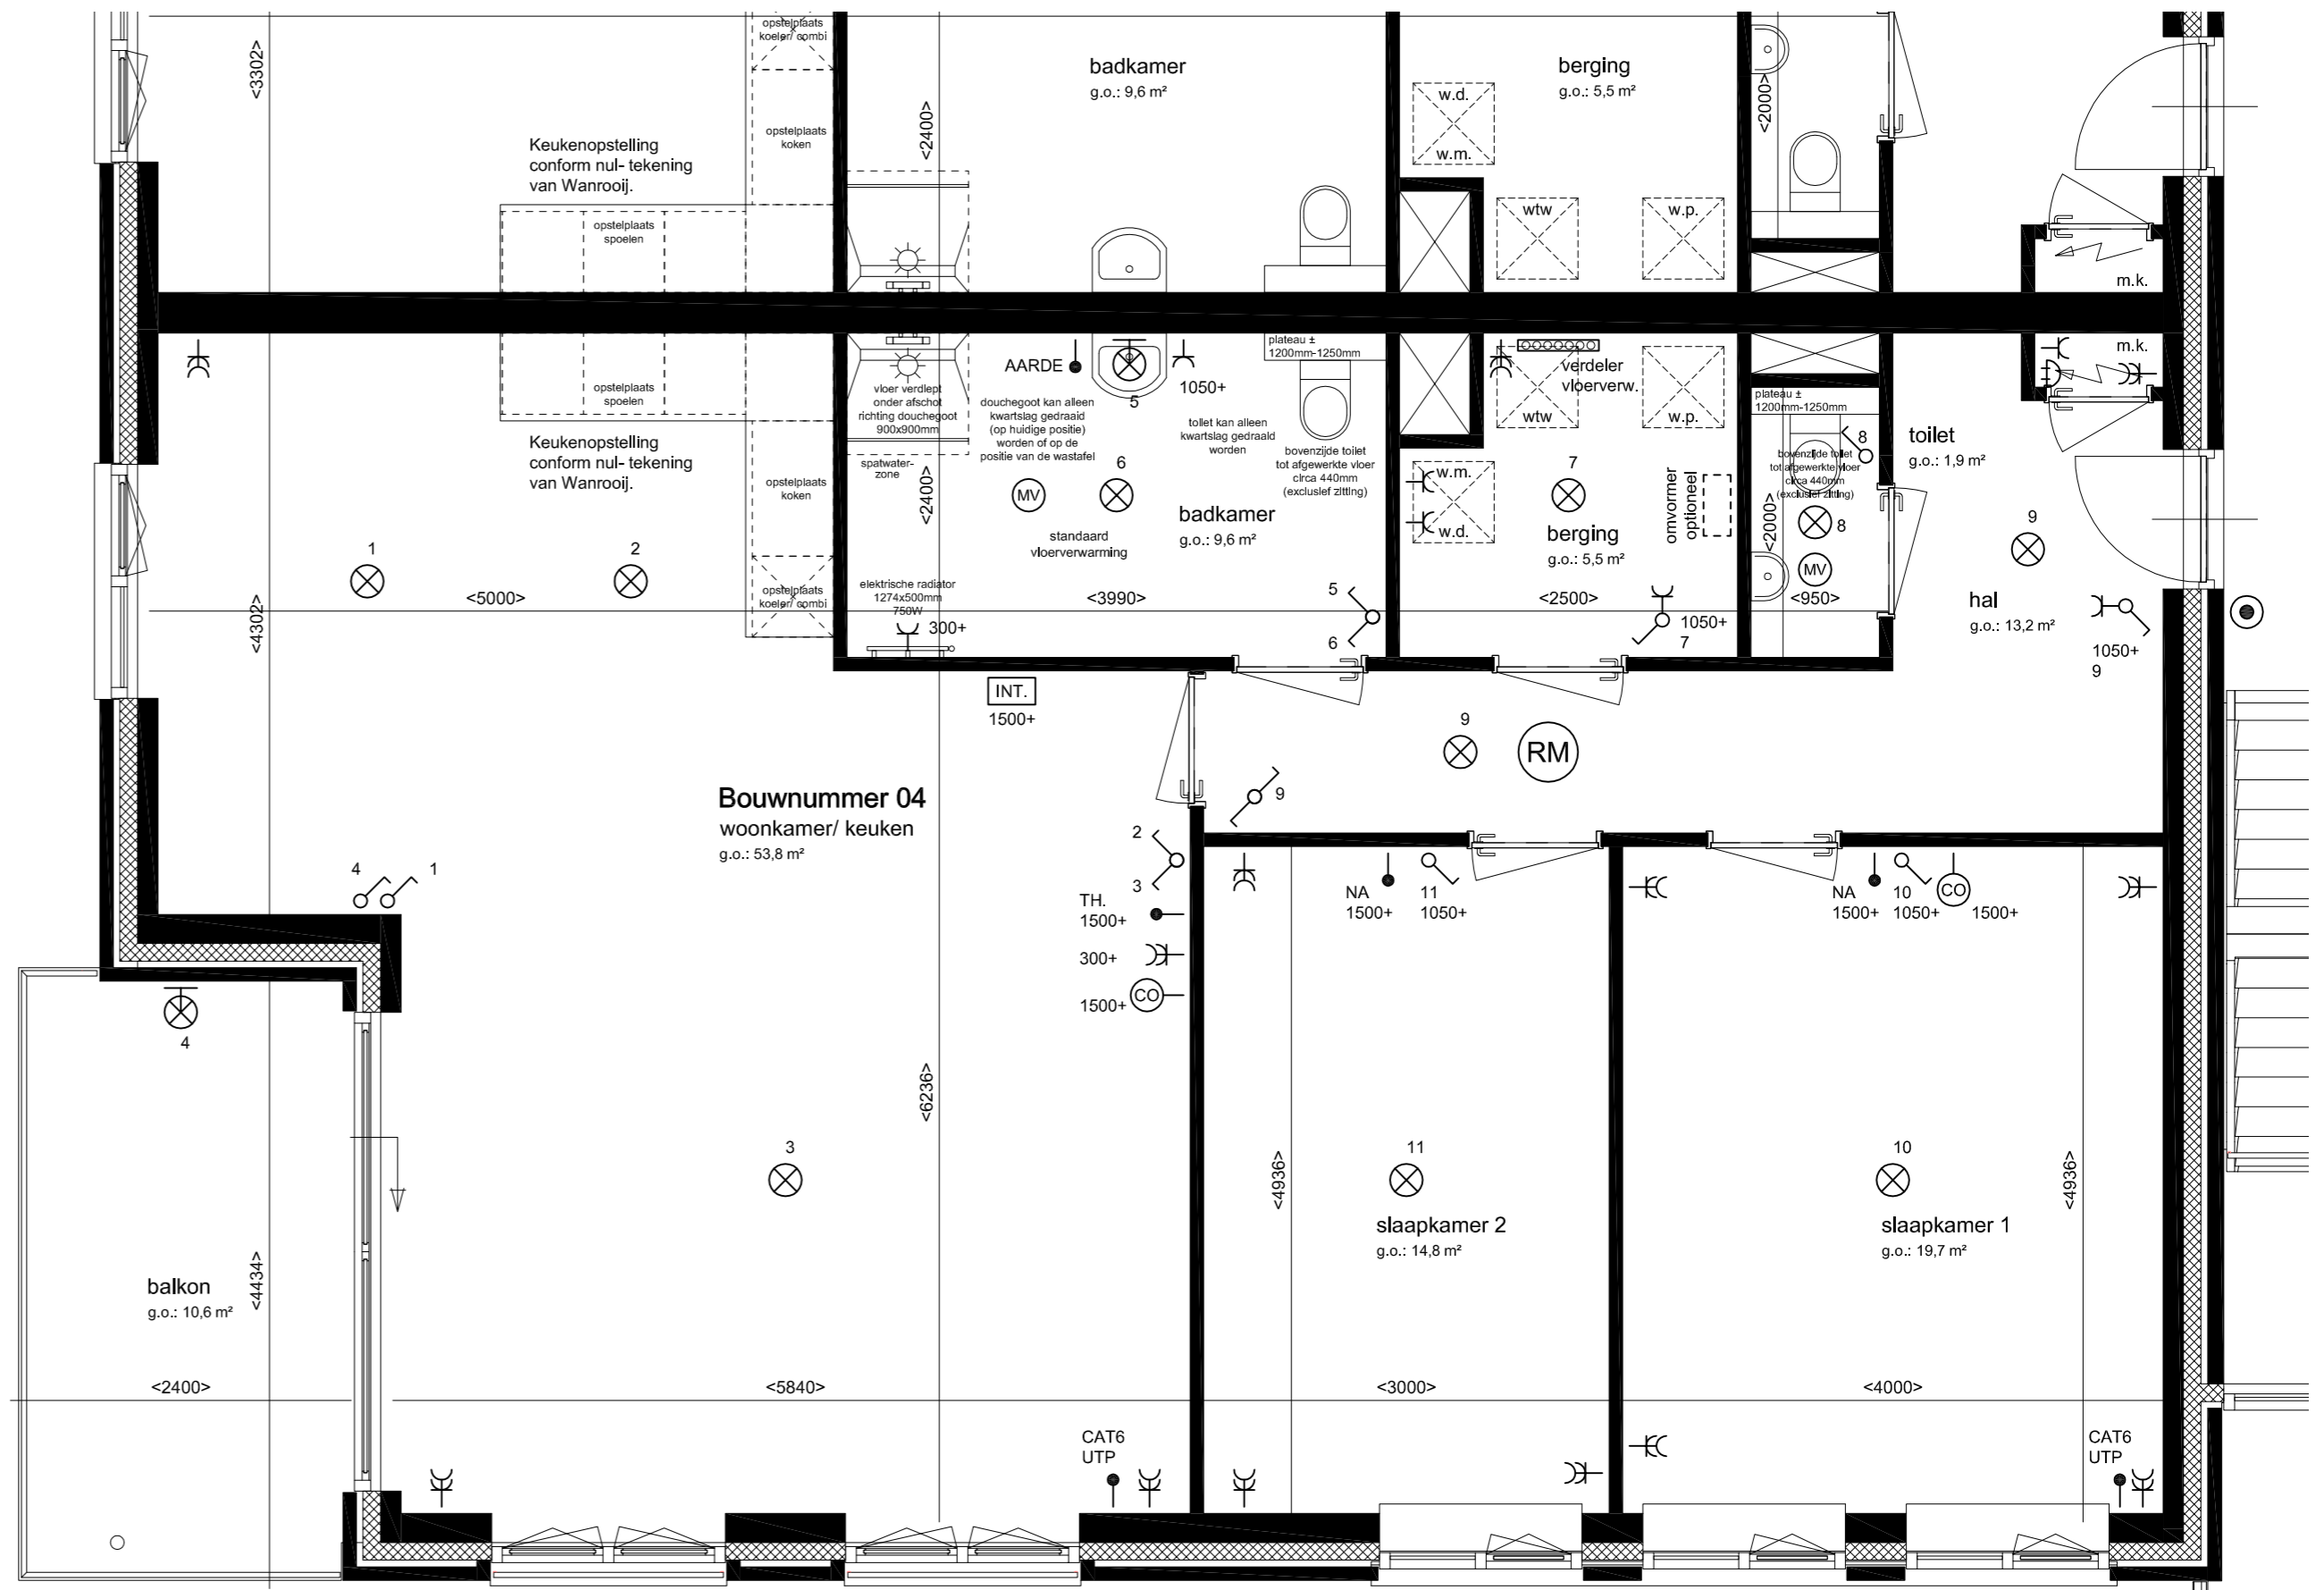 opstelplaats
koeler/ combi
<3302>
badkamer
g.o.: 9,6 m²
berging
g.o.: 5,5 m²
w.d.
w.m.
<2400>
<2000>
opstelplaats
koken
Keukenopstelling
conform nul- tekening
van Wanrooij.
opstelplaats
spoelen
wtw
w.p.
m.k.
AARDE
5
1050+
plateau ±
1200mm-1250mm
verdeler
vloerverw.
wtw
w.p.
m.k.
opstelplaats
spoelen
vloer verdiept
onder afschot
richting douchegoot
900x900mm
douchegoot kan alleen
kwartslag gedraaid
(op huidige positie)
worden of op de
positie van de wastafel
toilet kan alleen
kwartslag gedraaid
worden
bovenzijde toilet
tot afgewerkte vloer
circa 440mm
(exclusief zitting)
plateau ±
1200mm-1250mm
8
bovenzijde toilet
tot afgewerkte vloer
circa 440mm
(exclusief zitting)
toilet
g.o.: 1,9 m²
Keukenopstelling
conform nul- tekening
van Wanrooij.
opstelplaats
koken
spatwater-
zone
<2400>
MV
6
standaard
vloerverwarming
badkamer
g.o.: 9,6 m²
w.m.
w.d.
7
berging
g.o.: 5,5 m²
omvormer
optioneel
<2000>
8
MV
9
1
2
<5000>
<4302>
opstelplaats
koeler/ combi
elektrische radiator
1274x500mm
750W
300+
<3990>
5
6
<2500>
1050+
7
<950>
hal
g.o.: 13,2 m²
1050+
9
INT.
1500+
9
RM
9
Bouwnummer 04
woonkamer/ keuken
g.o.: 53,8 m²
4
1
2
3
TH.
1500+
300+
1500+
CO
NA
1500+
11
1050+
NA
1500+
10
1050+
CO
1500+
4
<6236>
3
11
10
<4936>
<4936>
slaapkamer 2
g.o.: 14,8 m²
slaapkamer 1
g.o.: 19,7 m²
balkon
g.o.: 10,6 m²
<4434>
<2400>
<5840>
<3000>
<4000>
CAT6
UTP
CAT6
UTP